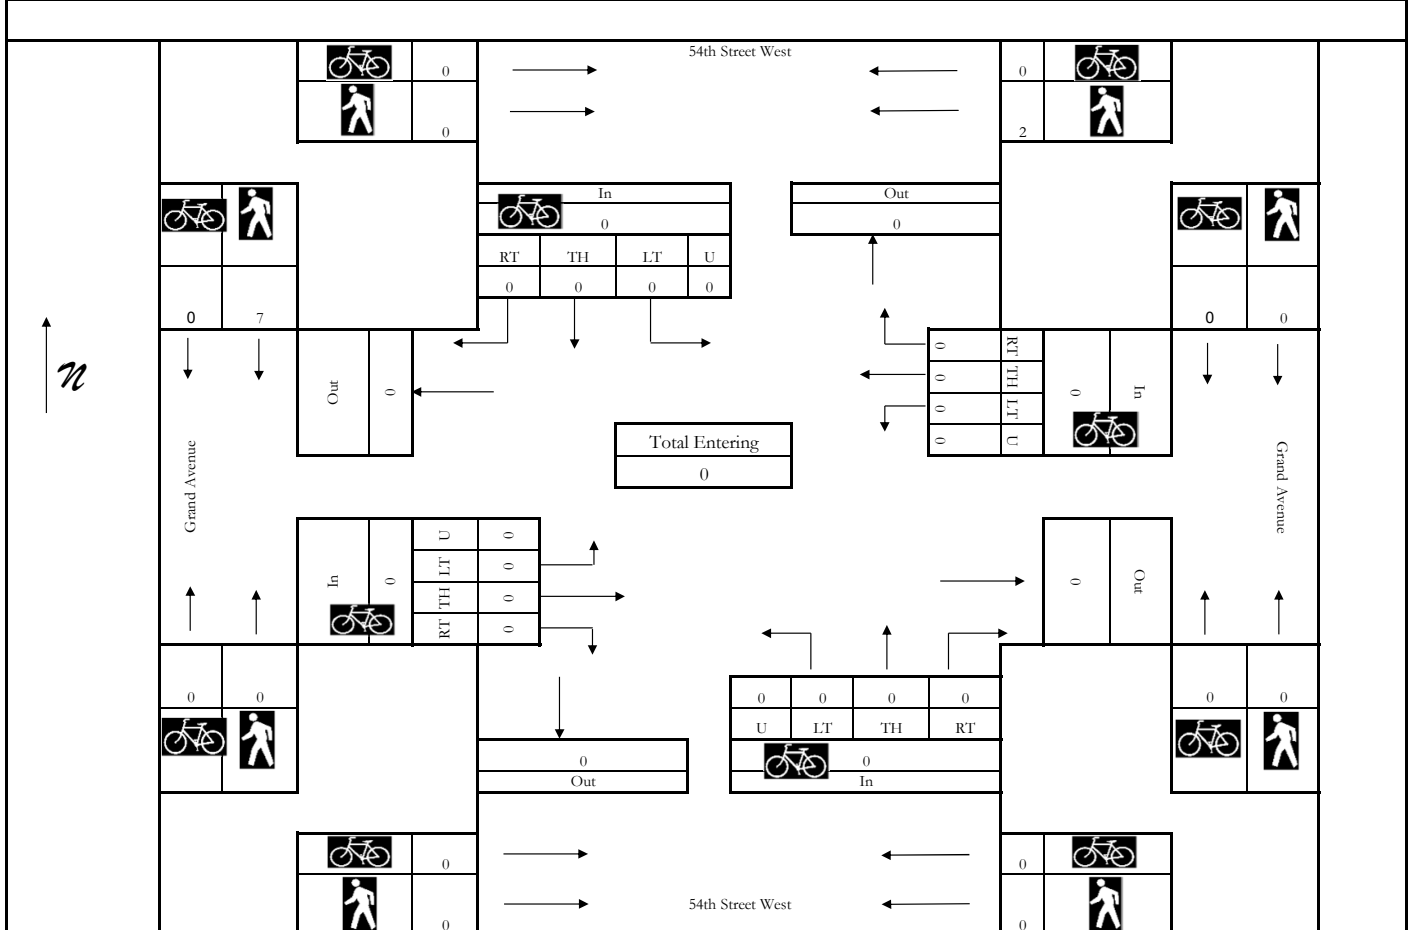 54th Street West
0 0
0 2
In Out
0 0
RT TH LT U
0 0 0 0
0 7 0 0
N
Out 0
0 RT
0 TH
0 LT
0 U
0 In
Total Entering
0
Grand Avenue
Grand Avenue
In 0
U 0
LT 0
TH 0
RT 0
0 Out
0 0 0 0 0 0 0 0
U LT TH RT
0 0
Out In
0 0
54th Street West
0 0